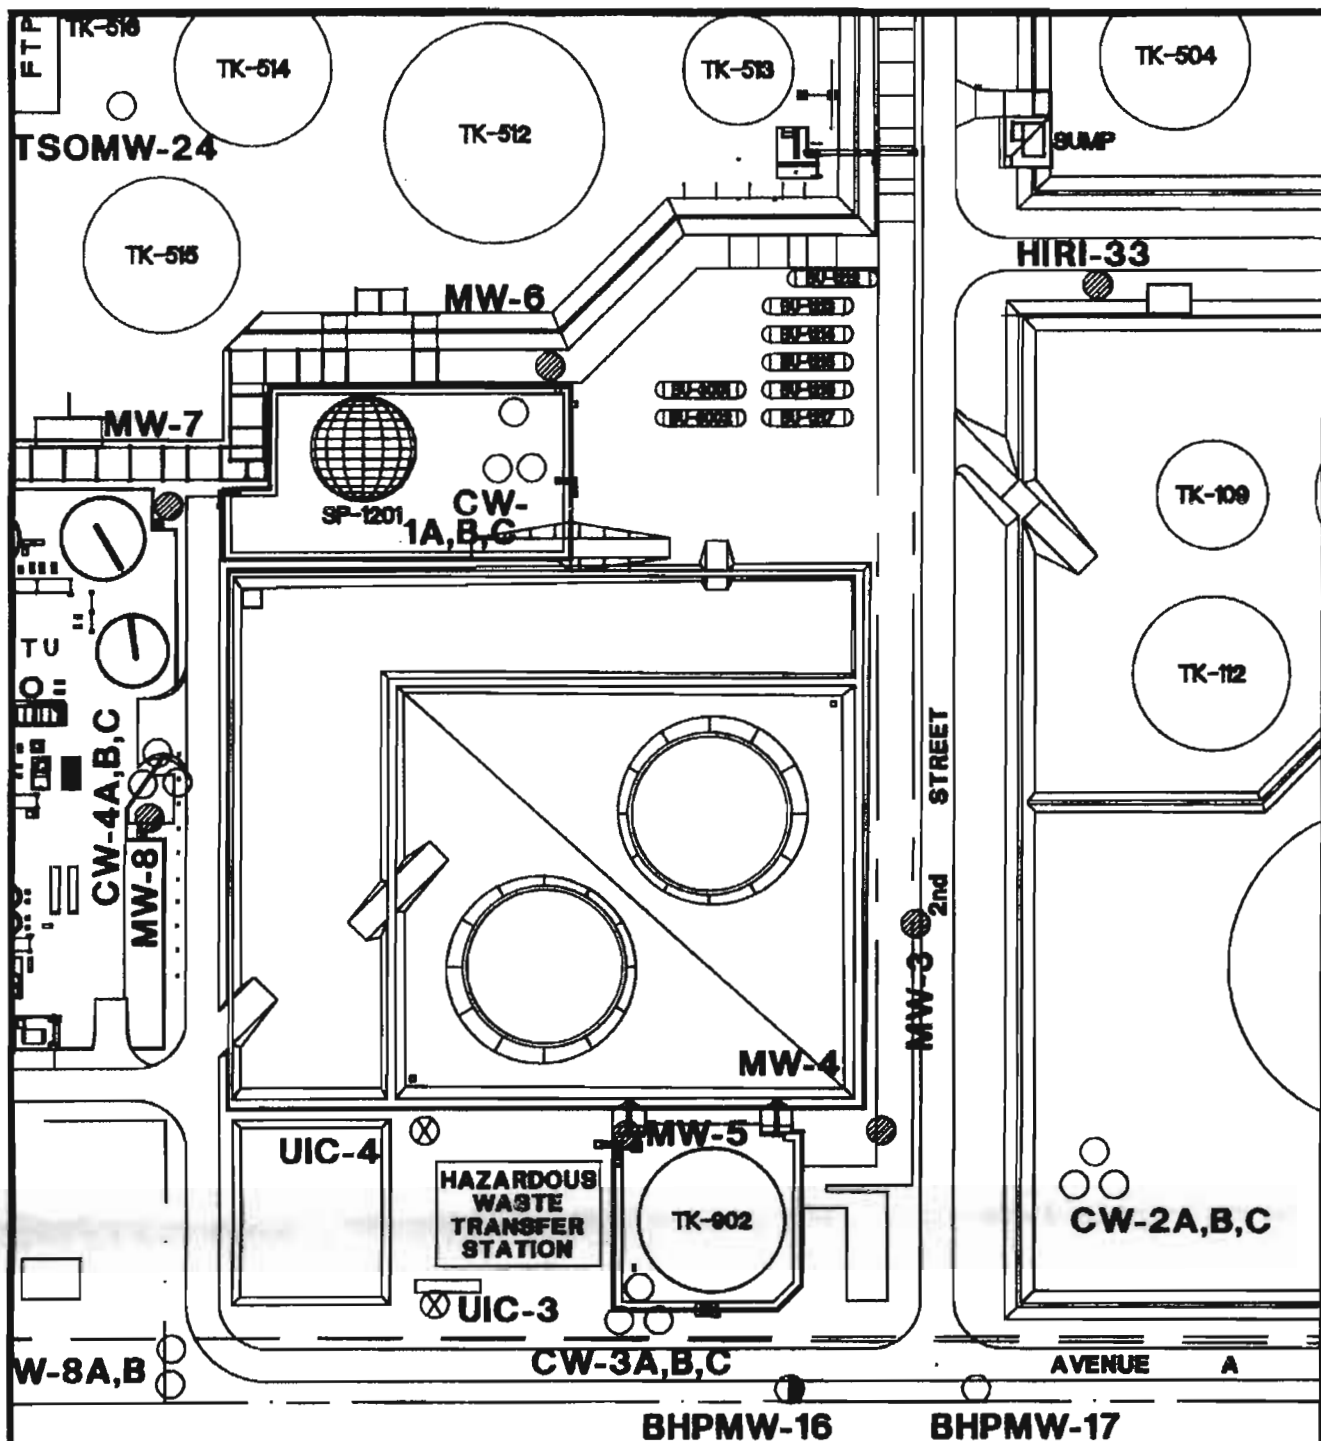 FTP
TK-516
TK-514
TK-512
TK-513
TK-504
TSOMW-24
SUMP
TK-515
HIRI-33
MW-6
MW-7
TK-109
SP-1201
CW-
1A,B,C
TU
TK-112
CW-4A,B,C
MW-8
2nd STREET
MW-3
MW-4
MW-5
UIC-4
HAZARDOUS
WASTE
TRANSFER
STATION
TK-902
CW-2A,B,C
UIC-3
W-8A,B
CW-3A,B,C
AVENUE A
BHPMW-16
BHPMW-17